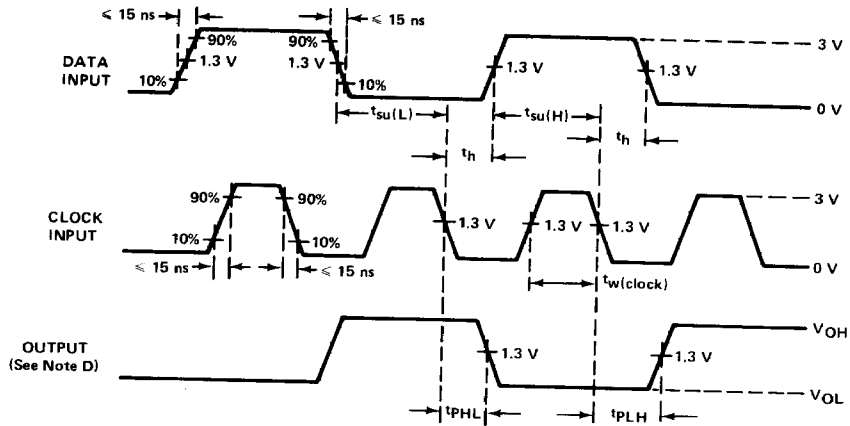 ≤ 15 ns ≤ 15 ns
90% 90% 3 V
DATA INPUT 1.3 V 1.3 V 1.3 V 1.3 V
10% 10%
0 V
tsu(L) tsu(H)
th th
90% 90% 3 V
CLOCK INPUT 1.3 V 1.3 V 1.3 V
10% 10%
≤ 15 ns ≤ 15 ns 0 V
tw(clock)
VOH
OUTPUT
(See Note D) 1.3 V 1.3 V
VOL
tPHL tPLH